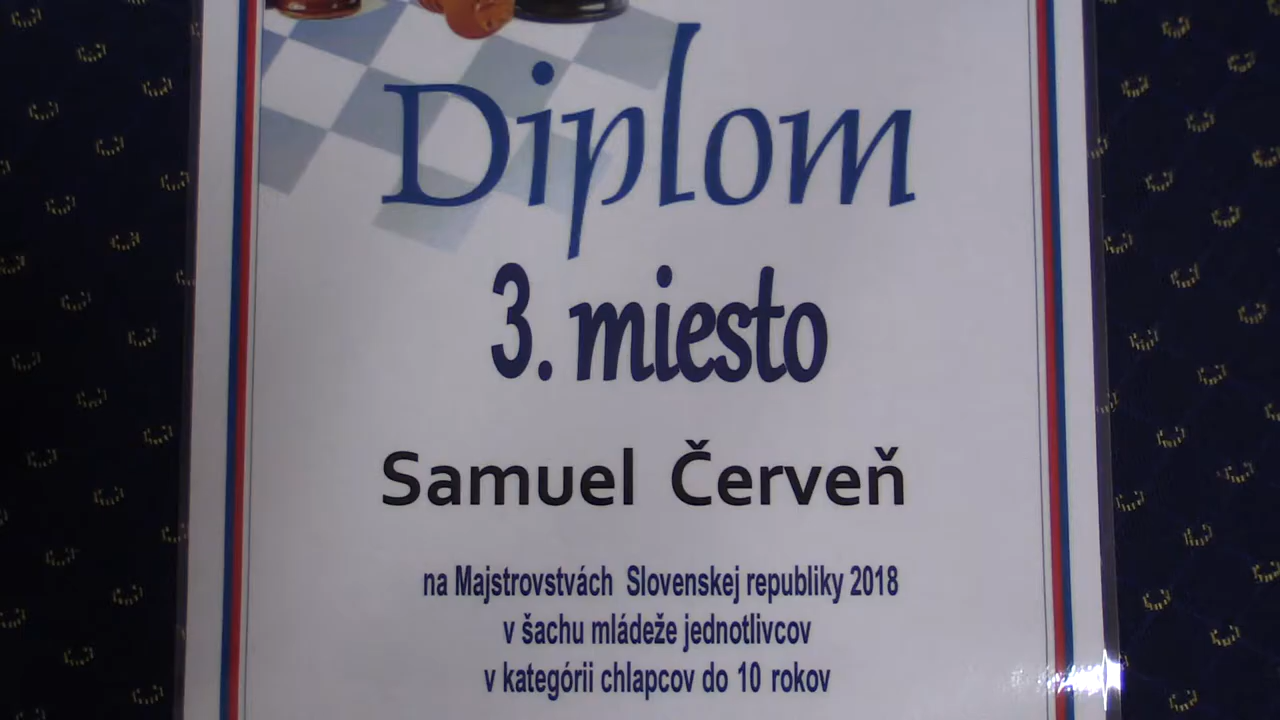 Diplom
3. miesto
Samuel Červeň
na Majstrovstvách Slovenskej republiky 2018
v šachu mládeže jednotlivcov
v kategórii chlapcov do 10 rokov